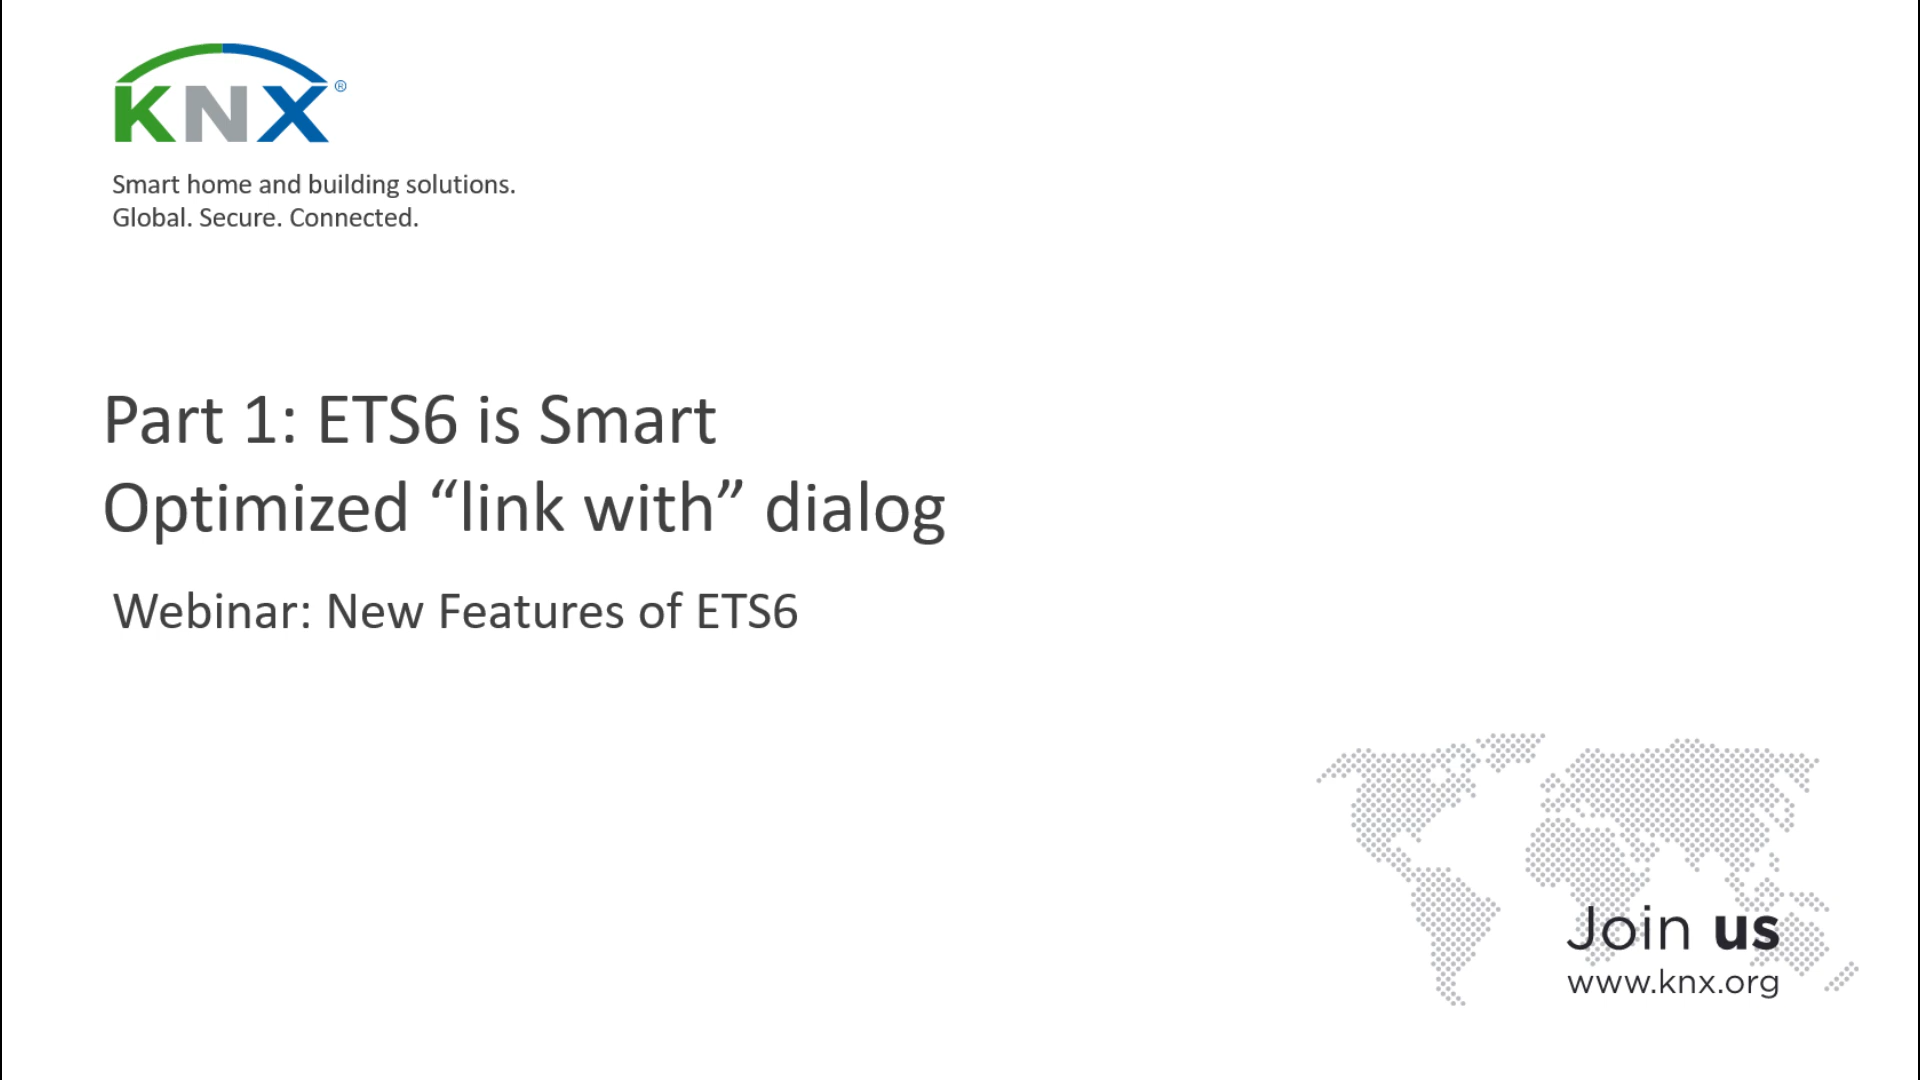 KNX®
Smart home and building solutions.
Global. Secure. Connected.
Part 1: ETS6 is Smart
Optimized “link with” dialog
Webinar: New Features of ETS6
Join us
www.knx.org